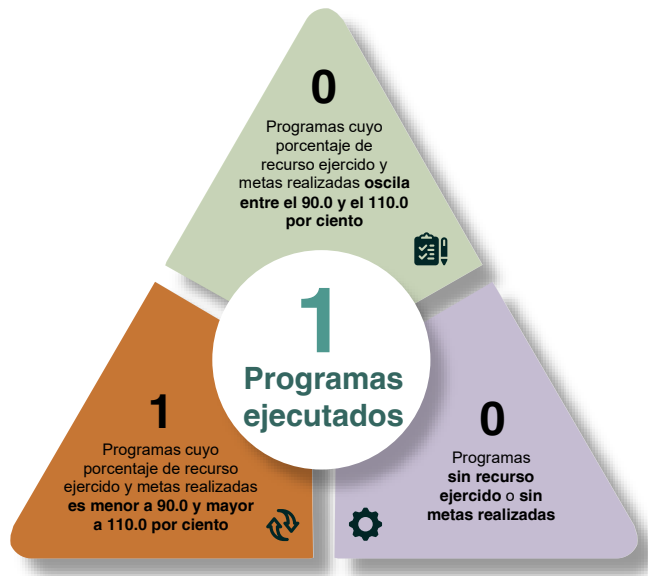 0
Programas cuyo
porcentaje de
recurso ejercido y
metas realizadas oscila
entre el 90.0 y el 110.0
por ciento
1
Programas
ejecutados
1
Programas cuyo
porcentaje de recurso
ejercido y metas realizadas
es menor a 90.0 y mayor
a 110.0 por ciento
0
Programas
sin recurso
ejercido o sin
metas realizadas